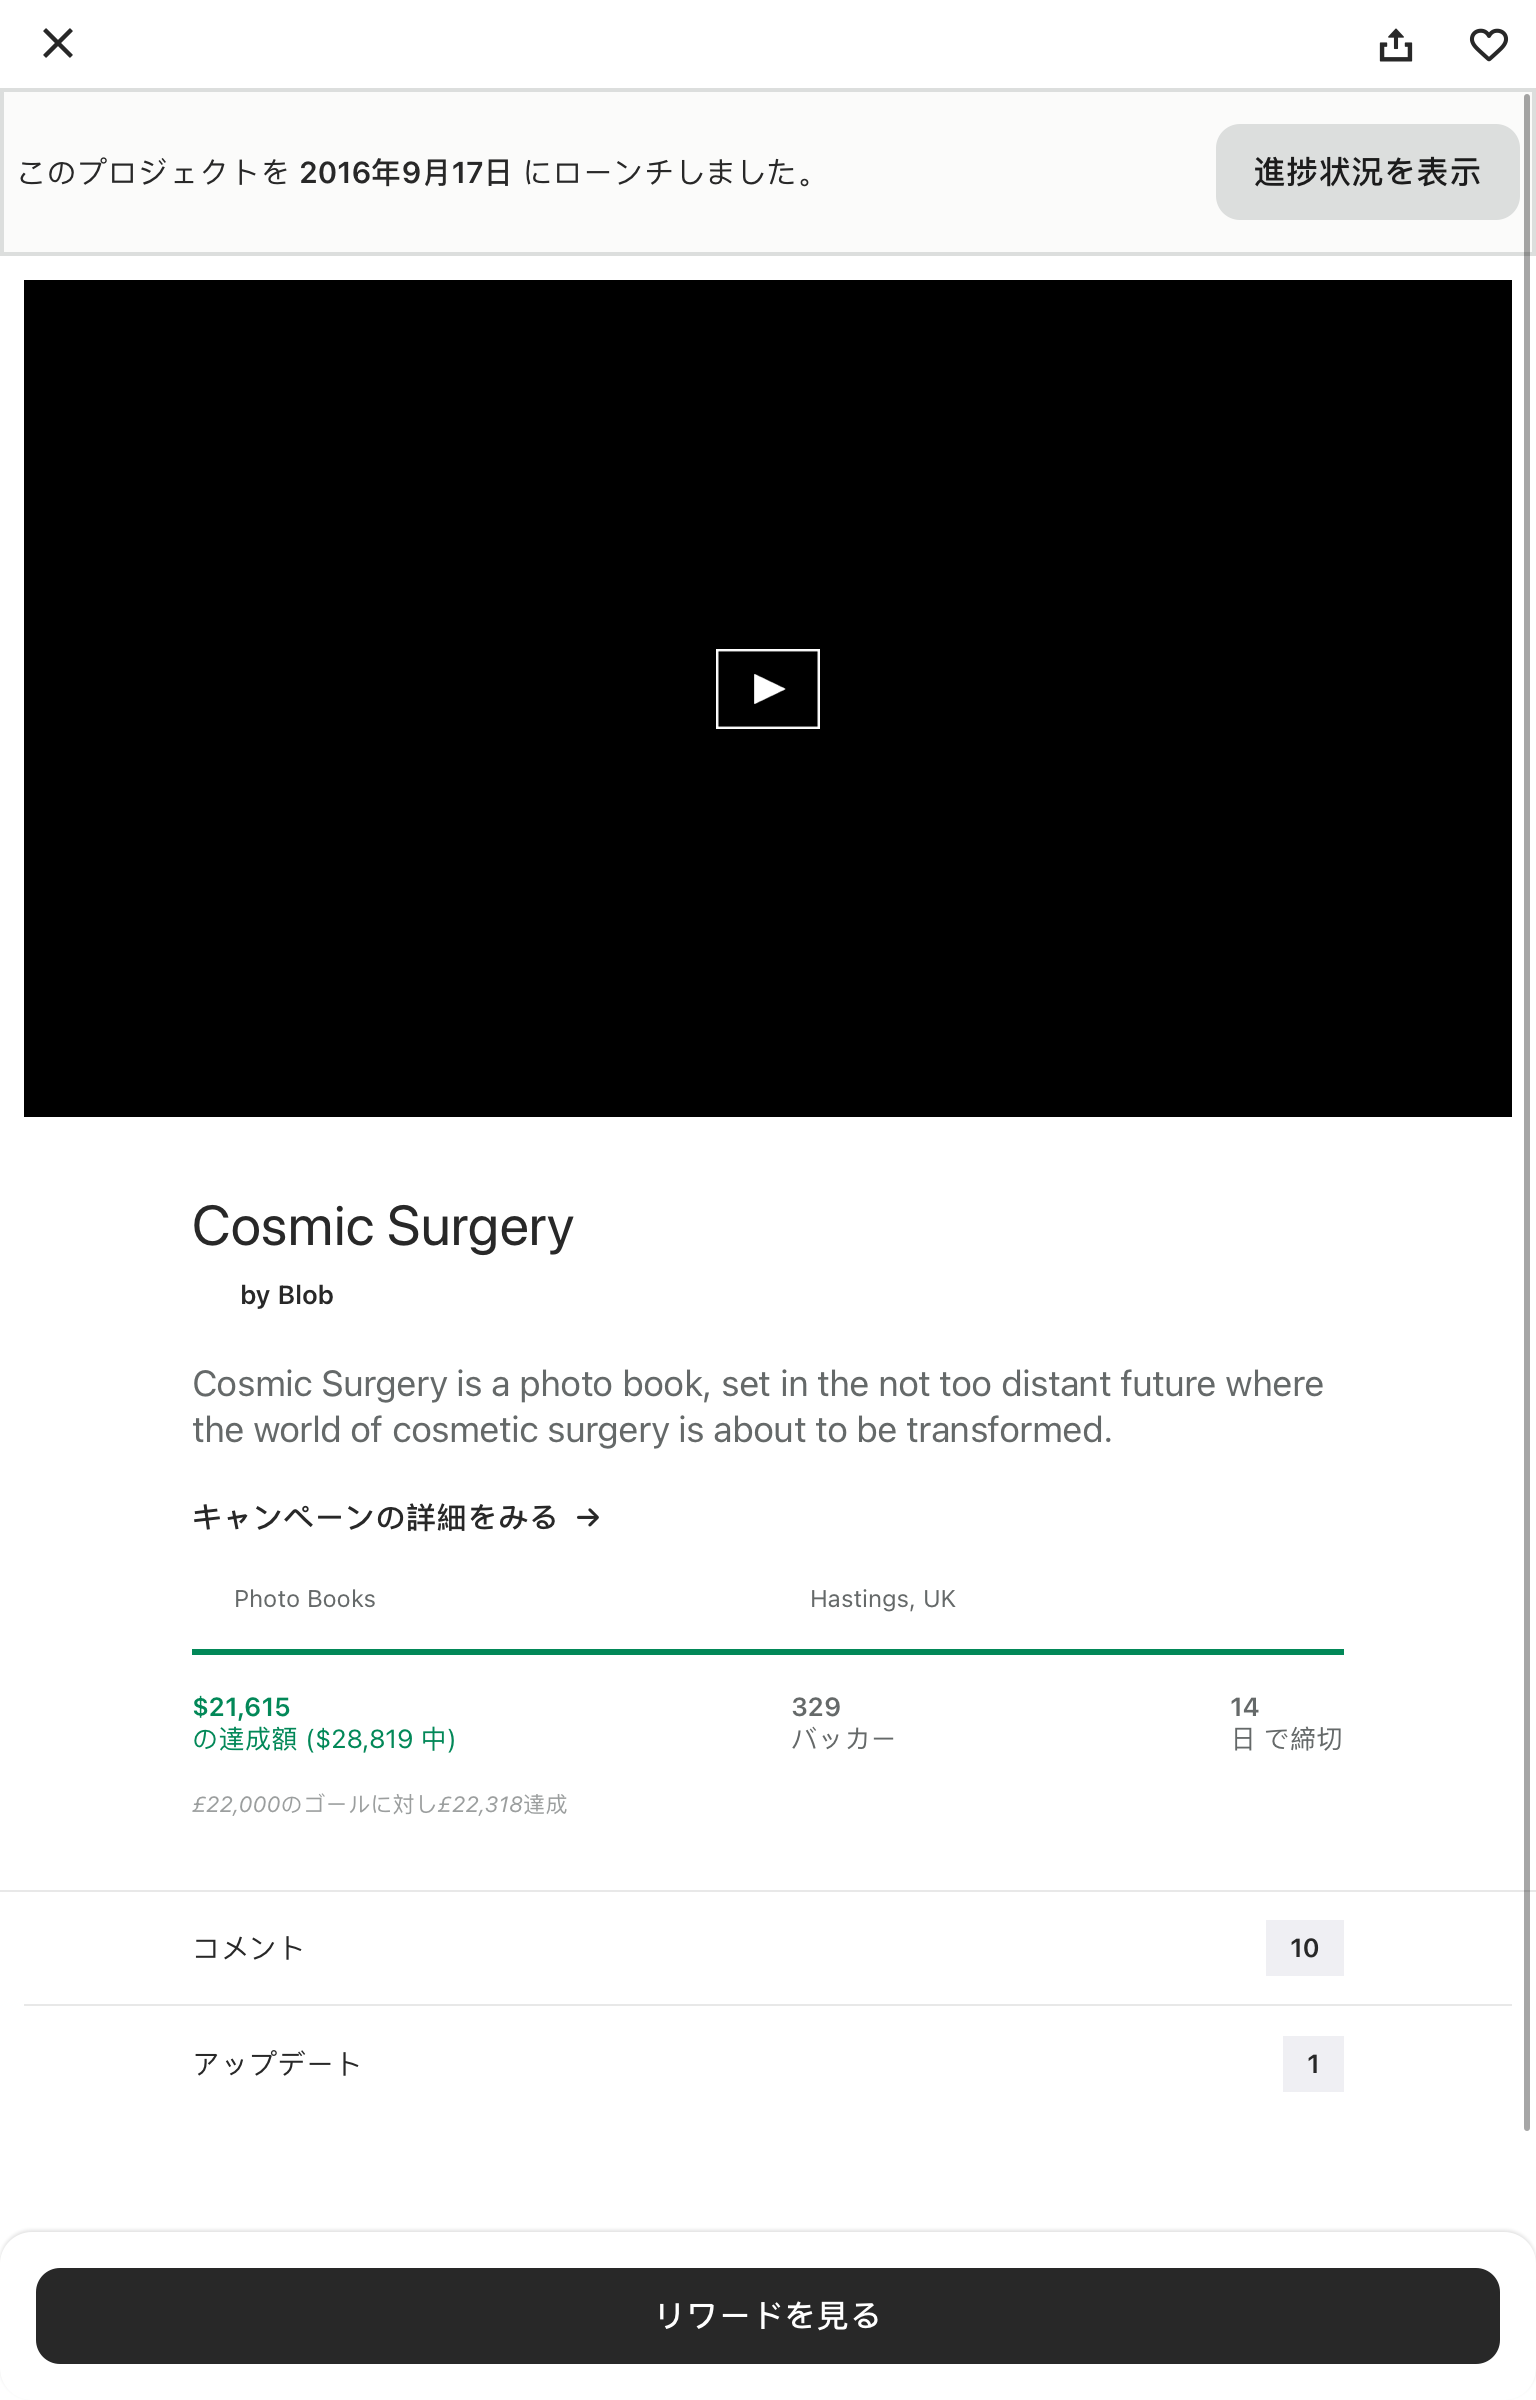 このプロジェクトを 2016年9月17日 にローンチしました。
進捗状況を表示
Cosmic Surgery
by Blob
Cosmic Surgery is a photo book, set in the not too distant future where
the world of cosmetic surgery is about to be transformed.
キャンペーンの詳細をみる →
Photo Books
Hastings, UK
$21,615
の達成額 ($28,819 中)
329
バッカー
14
日 で締切
£22,000のゴールに対し£22,318達成
コメント
10
アップデート
1
リワードを見る